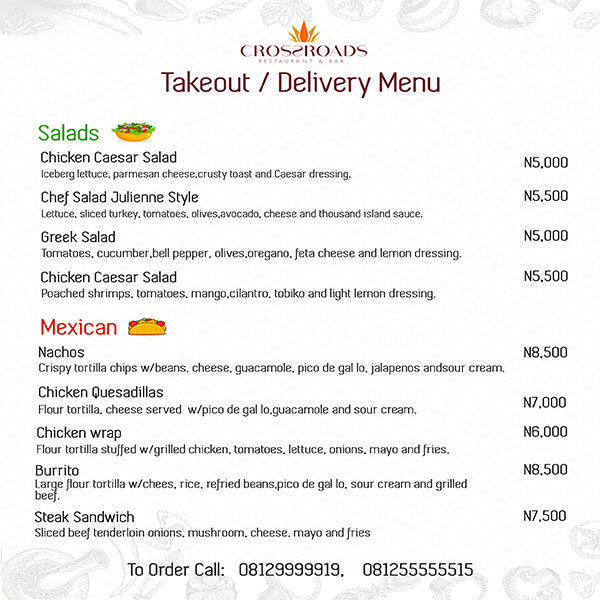 CROSSROADS
RESTAURANT & BAR
Takeout / Delivery Menu
Salads
Chicken Caesar Salad N5,000
Iceberg lettuce, parmesan cheese,crusty toast and Caesar dressing.
Chef Salad Julienne Style N5,500
Lettuce, sliced turkey, tomatoes, olives,avocado, cheese and thousand island sauce.
Greek Salad N5,000
Tomatoes, cucumber,bell pepper, olives,oregano, feta cheese and lemon dressing.
Chicken Caesar Salad N5,500
Poached shrimps, tomatoes, mango,cilantro, tobiko and light lemon dressing.
Mexican
Nachos N8,500
Crispy tortilla chips w/beans, cheese, guacamole, pico de gal lo, jalapenos andsour cream.
Chicken Quesadillas N7,000
Flour tortilla, cheese served w/pico de gal lo,guacamole and sour cream.
Chicken wrap N6,000
Flour tortilla stuffed w/grilled chicken, tomatoes, lettuce, onions, mayo and fries.
Burrito N8,500
Large flour tortilla w/chees, rice, refried beans,pico de gal lo, sour cream and grilled
beef.
Steak Sandwich N7,500
Sliced beef tenderloin onions, mushroom, cheese, mayo and fries
To Order Call: 08129999919, 081255555515